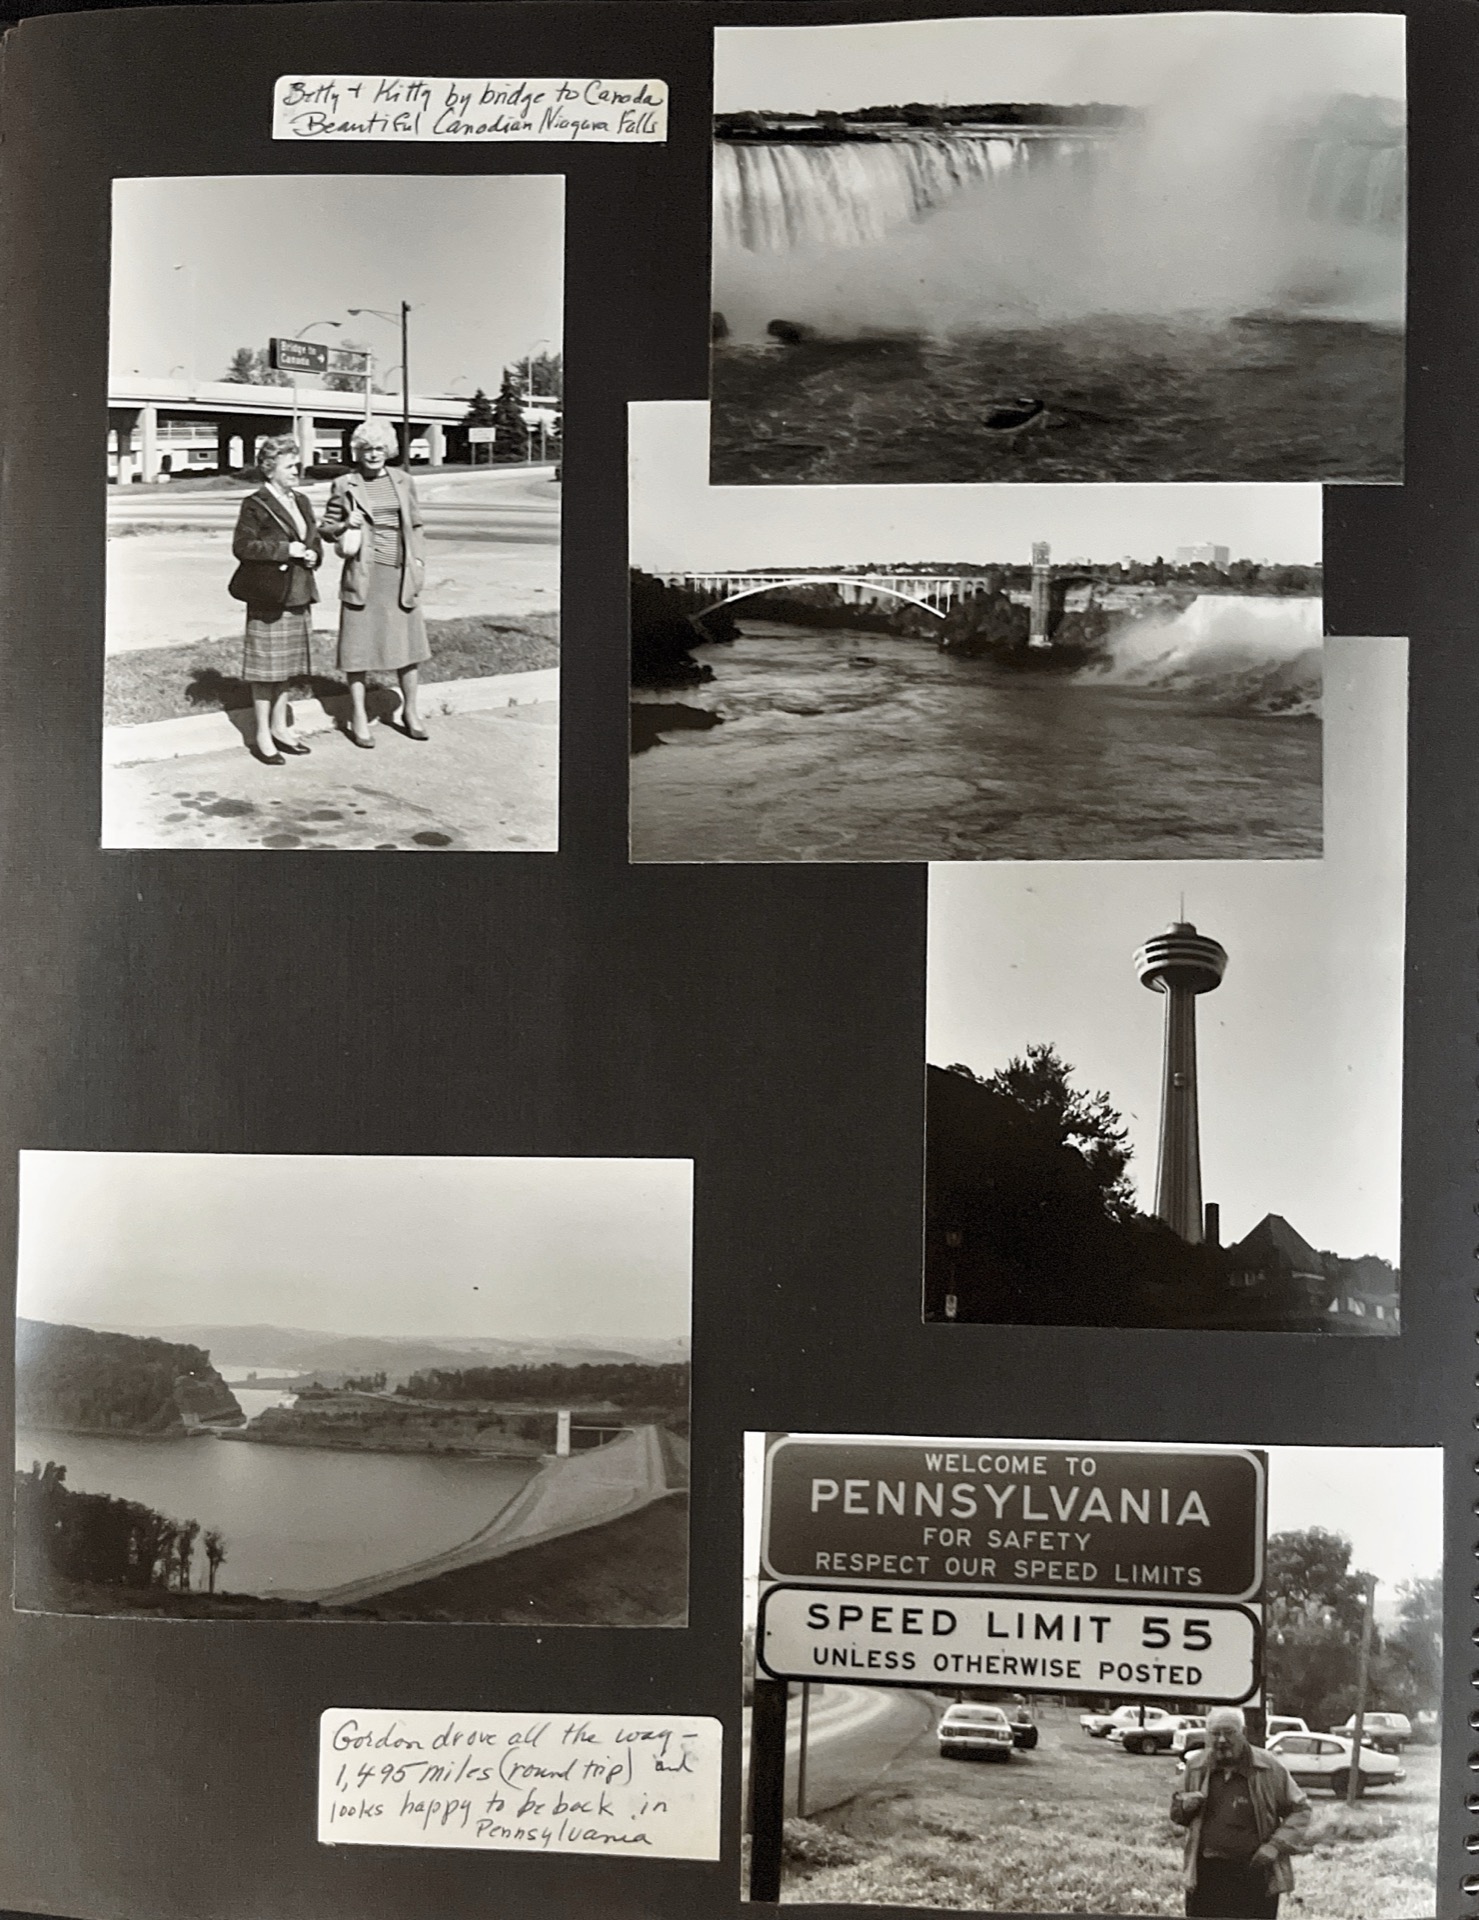 Betty + Kitty by bridge to Canada
Beautiful Canadian Niagara Falls
Bridge to
Canada
WELCOME TO
PENNSYLVANIA
FOR SAFETY
RESPECT OUR SPEED LIMITS
SPEED LIMIT 55
UNLESS OTHERWISE POSTED
Gordon drove all the way -
1,495 miles (round trip) and
looks happy to be back in
Pennsylvania